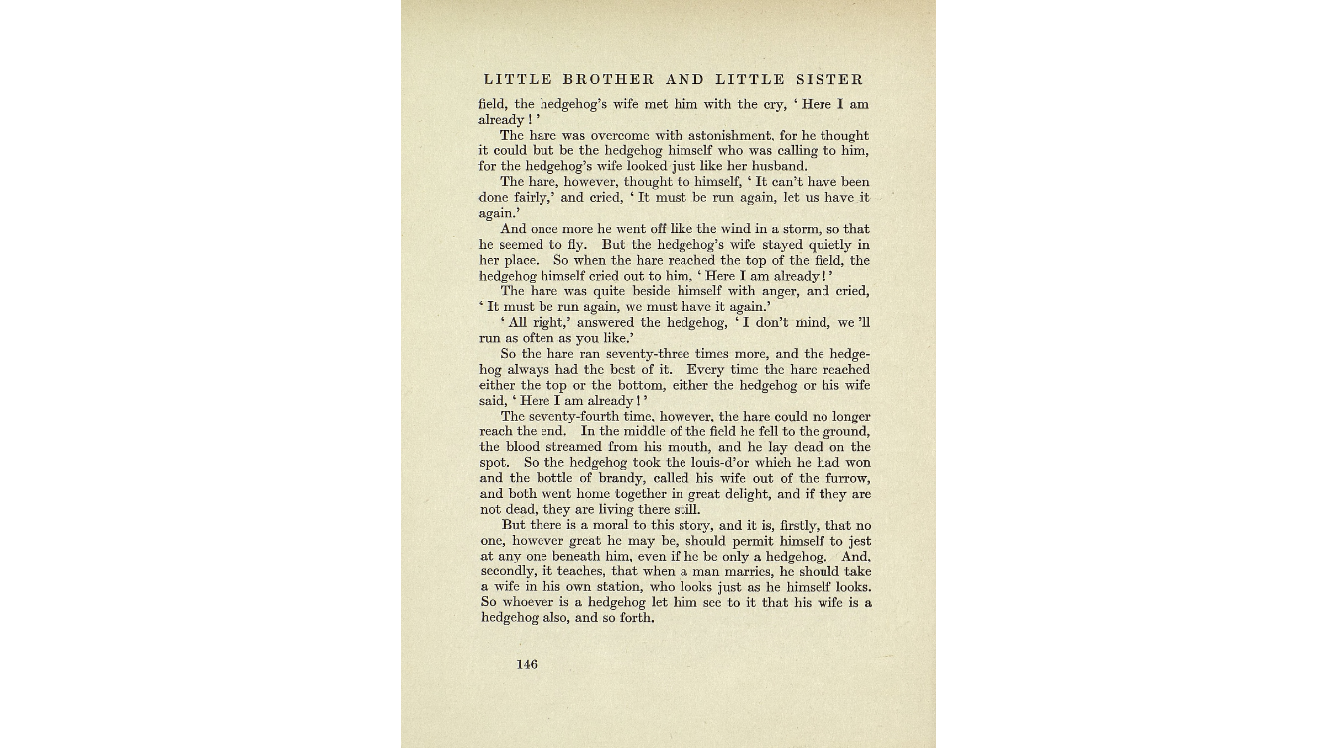 LITTLE BROTHER AND LITTLE SISTER
field, the hedgehog's wife met him with the cry, ‘ Here I am
already ! ’
The hare was overcome with astonishment, for he thought
it could but be the hedgehog himself who was calling to him,
for the hedgehog's wife looked just like her husband.
The hare, however, thought to himself, ‘ It can't have been
done fairly,’ and cried, ‘ It must be run again, let us have it
again.’
And once more he went off like the wind in a storm, so that
he seemed to fly. But the hedgehog's wife stayed quietly in
her place. So when the hare reached the top of the field, the
hedgehog himself cried out to him, ‘ Here I am already ! ’
The hare was quite beside himself with anger, and cried,
‘ It must be run again, we must have it again.’
‘ All right,’ answered the hedgehog, ‘ I don't mind, we 'll
run as often as you like.’
So the hare ran seventy-three times more, and the hedge-
hog always had the best of it. Every time the hare reached
either the top or the bottom, either the hedgehog or his wife
said, ‘ Here I am already ! ’
The seventy-fourth time, however, the hare could no longer
reach the end. In the middle of the field he fell to the ground,
the blood streamed from his mouth, and he lay dead on the
spot. So the hedgehog took the louis-d'or which he had won
and the bottle of brandy, called his wife out of the furrow,
and both went home together in great delight, and if they are
not dead, they are living there still.
But there is a moral to this story, and it is, firstly, that no
one, however great he may be, should permit himself to jest
at any one beneath him, even if he be only a hedgehog. And,
secondly, it teaches, that when a man marries, he should take
a wife in his own station, who looks just as he himself looks.
So whoever is a hedgehog let him see to it that his wife is a
hedgehog also, and so forth.
146